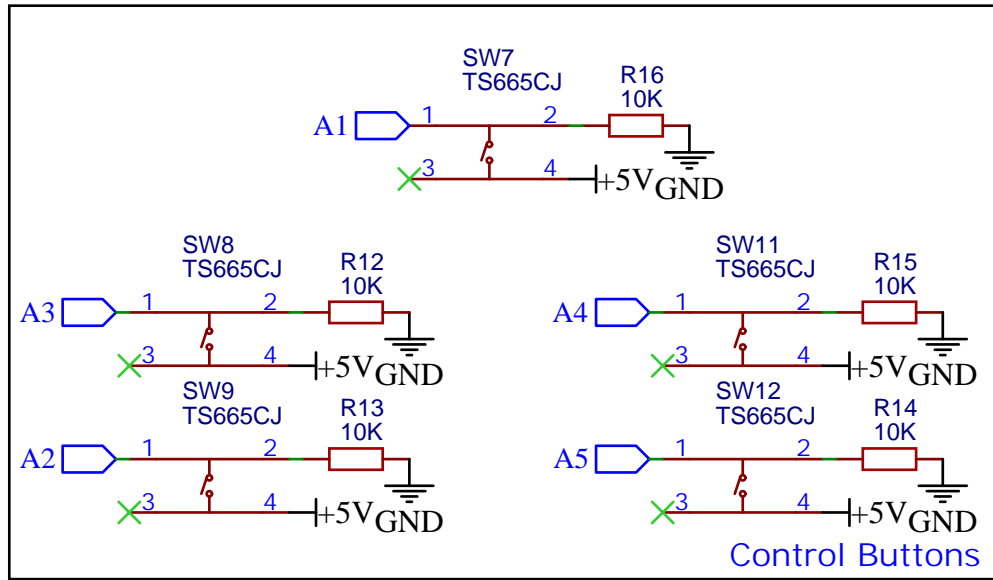 SW7
TS665CJ
R16
10K
A1
1
2
3
4
+5V
GND
SW8
TS665CJ
R12
10K
A3
1
2
3
4
+5V
GND
SW11
TS665CJ
R15
10K
A4
1
2
3
4
+5V
GND
SW9
TS665CJ
R13
10K
A2
1
2
3
4
+5V
GND
SW12
TS665CJ
R14
10K
A5
1
2
3
4
+5V
GND
Control Buttons